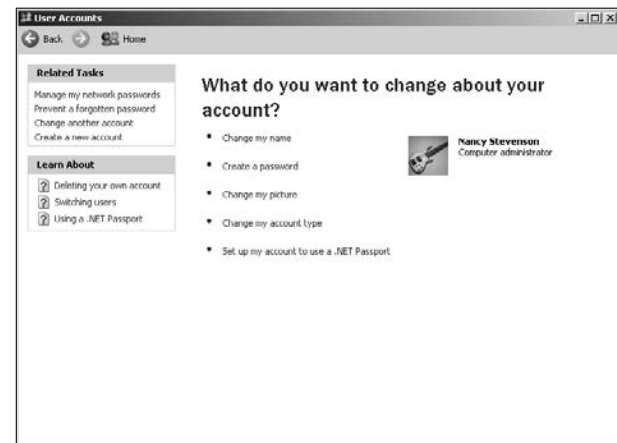 User Accounts
Back Home
Related Tasks
Manage my network passwords
Prevent a forgotten password
Change another account
Create a new account
Learn About
Deleting your own account
Switching users
Using a .NET Passport
What do you want to change about your
account?
Change my name
Create a password
Change my picture
Change my account type
Set up my account to use a .NET Passport
Nancy Stevenson
Computer administrator